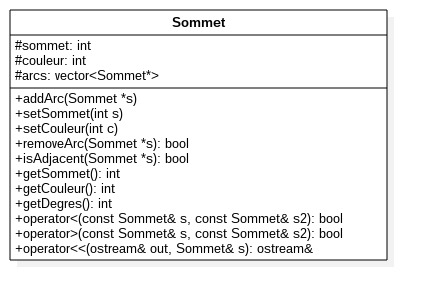 Sommet
#sommet: int
#couleur: int
#arcs: vector<Sommet*>
+addArc(Sommet *s)
+setSommet(int s)
+setCouleur(int c)
+removeArc(Sommet *s): bool
+isAdjacent(Sommet *s): bool
+getSommet(): int
+getCouleur(): int
+getDegres(): int
+operator<(const Sommet& s, const Sommet& s2): bool
+operator>(const Sommet& s, const Sommet& s2): bool
+operator<<(ostream& out, Sommet& s): ostream&